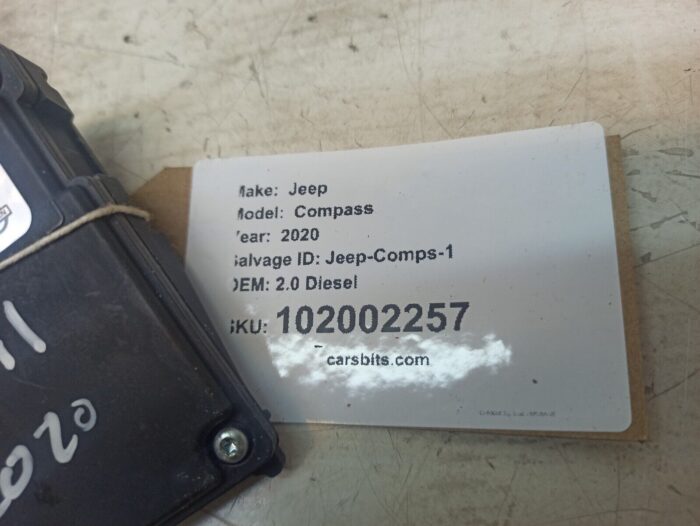 Make: Jeep
Model: Compass
Year: 2020
Salvage ID: Jeep-Comps-1
OEM: 2.0 Diesel
SKU: 102002257
carsbits.com
2020